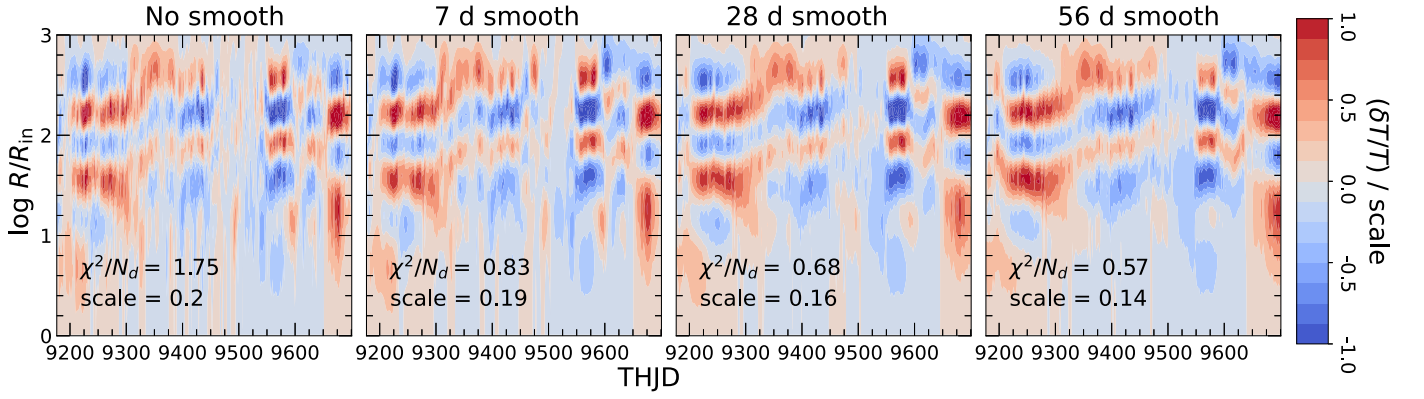 No smooth
7 d smooth
28 d smooth
56 d smooth
log R/R_in
3
2
1
0
χ²/N_d = 1.75
scale = 0.2
χ²/N_d = 0.83
scale = 0.19
χ²/N_d = 0.68
scale = 0.16
χ²/N_d = 0.57
scale = 0.14
9200 9300 9400 9500 9600
9200 9300 9400 9500 9600
9200 9300 9400 9500 9600
9200 9300 9400 9500 9600
THJD
1.0
0.5
0.0
-0.5
-1.0
(δT/T) / scale